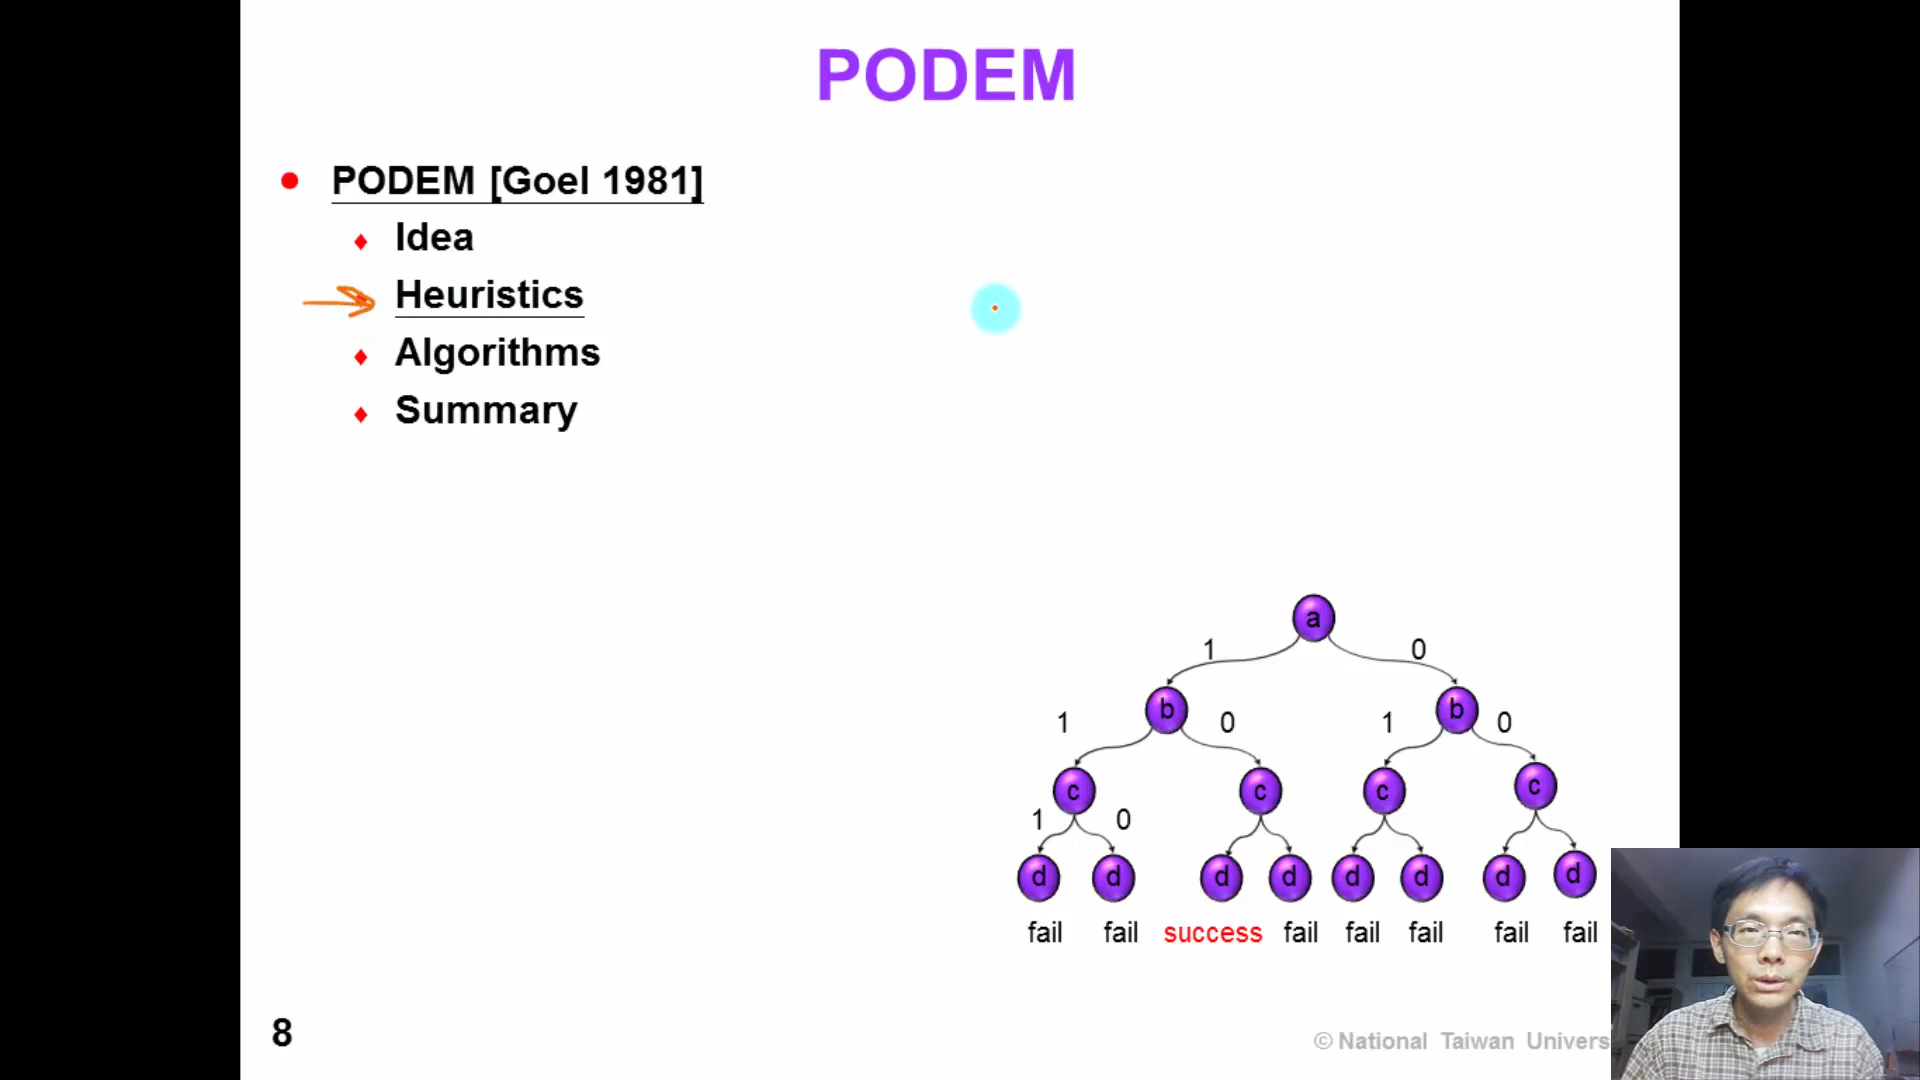 PODEM
PODEM [Goel 1981]
Idea
Heuristics
Algorithms
Summary
a
1 0
b b
1 0 1 0
c c c c
1 0
d d d d d d d d
fail fail success fail fail fail fail fail
8
© National Taiwan